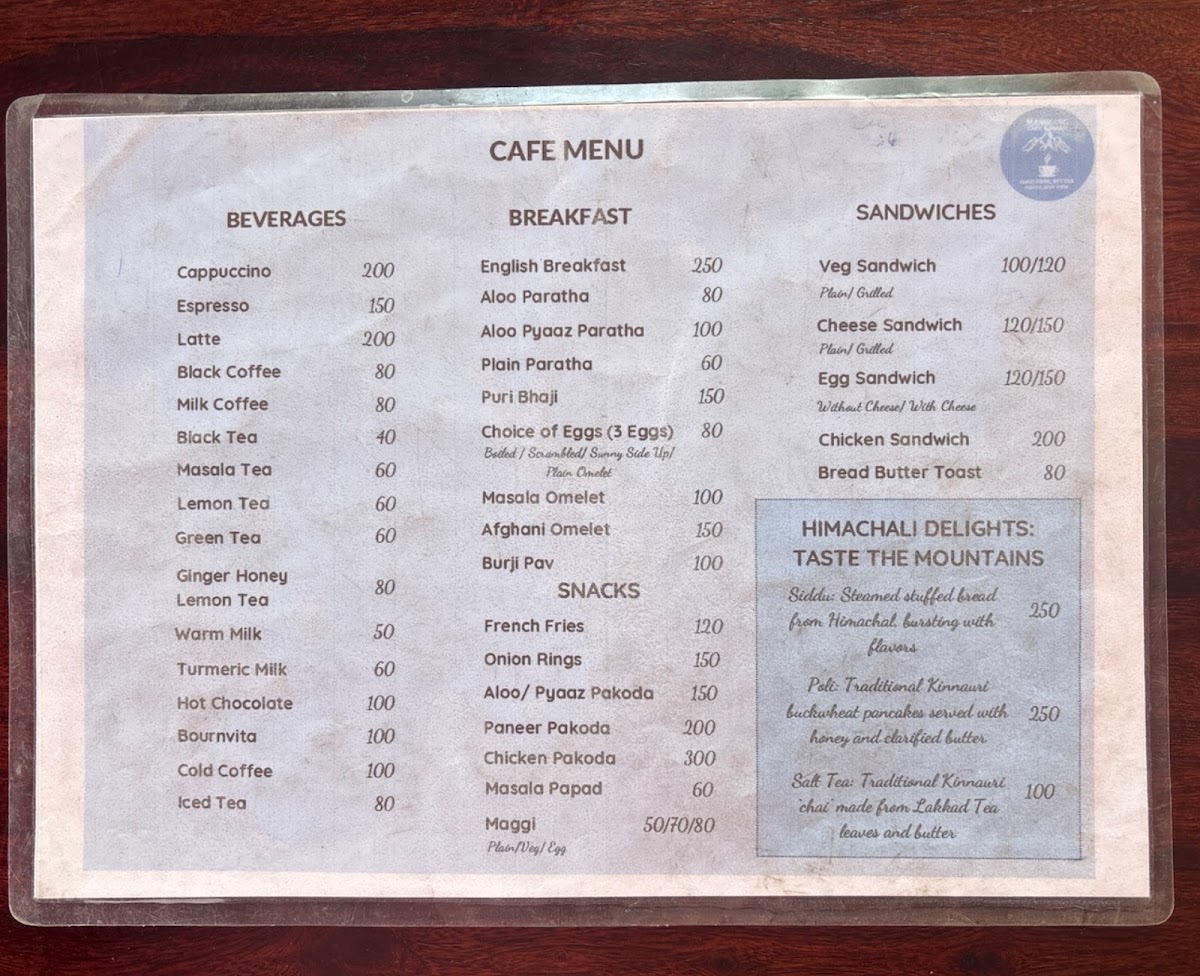 CAFE MENU
BEVERAGES
Cappuccino 200
Espresso 150
Latte 200
Black Coffee 80
Milk Coffee 80
Black Tea 40
Masala Tea 60
Lemon Tea 60
Green Tea 60
Ginger Honey
Lemon Tea 80
Warm Milk 50
Turmeric Milk 60
Hot Chocolate 100
Bournvita 100
Cold Coffee 100
Iced Tea 80
BREAKFAST
English Breakfast 250
Aloo Paratha 80
Aloo Pyaaz Paratha 100
Plain Paratha 60
Puri Bhaji 150
Choice of Eggs (3 Eggs) 80
Boiled / Scrambled/ Sunny Side Up/
Plain Omelet
Masala Omelet 100
Afghani Omelet 150
Burji Pav 100
SNACKS
French Fries 120
Onion Rings 150
Aloo/ Pyaaz Pakoda 150
Paneer Pakoda 200
Chicken Pakoda 300
Masala Papad 60
Maggi 50/70/80
Plain/Veg/ Egg
SANDWICHES
Veg Sandwich 100/120
Plain/ Grilled
Cheese Sandwich 120/150
Plain/ Grilled
Egg Sandwich 120/150
Without Cheese/ With Cheese
Chicken Sandwich 200
Bread Butter Toast 80
HIMACHALI DELIGHTS:
TASTE THE MOUNTAINS
Siddu: Steamed stuffed bread
from Himachal, bursting with 250
flavors
Poli: Traditional Kinnauri
buckwheat pancakes served with 250
honey and clarified butter
Salt Tea: Traditional Kinnauri
'chai' made from Lakkad Tea 100
leaves and butter